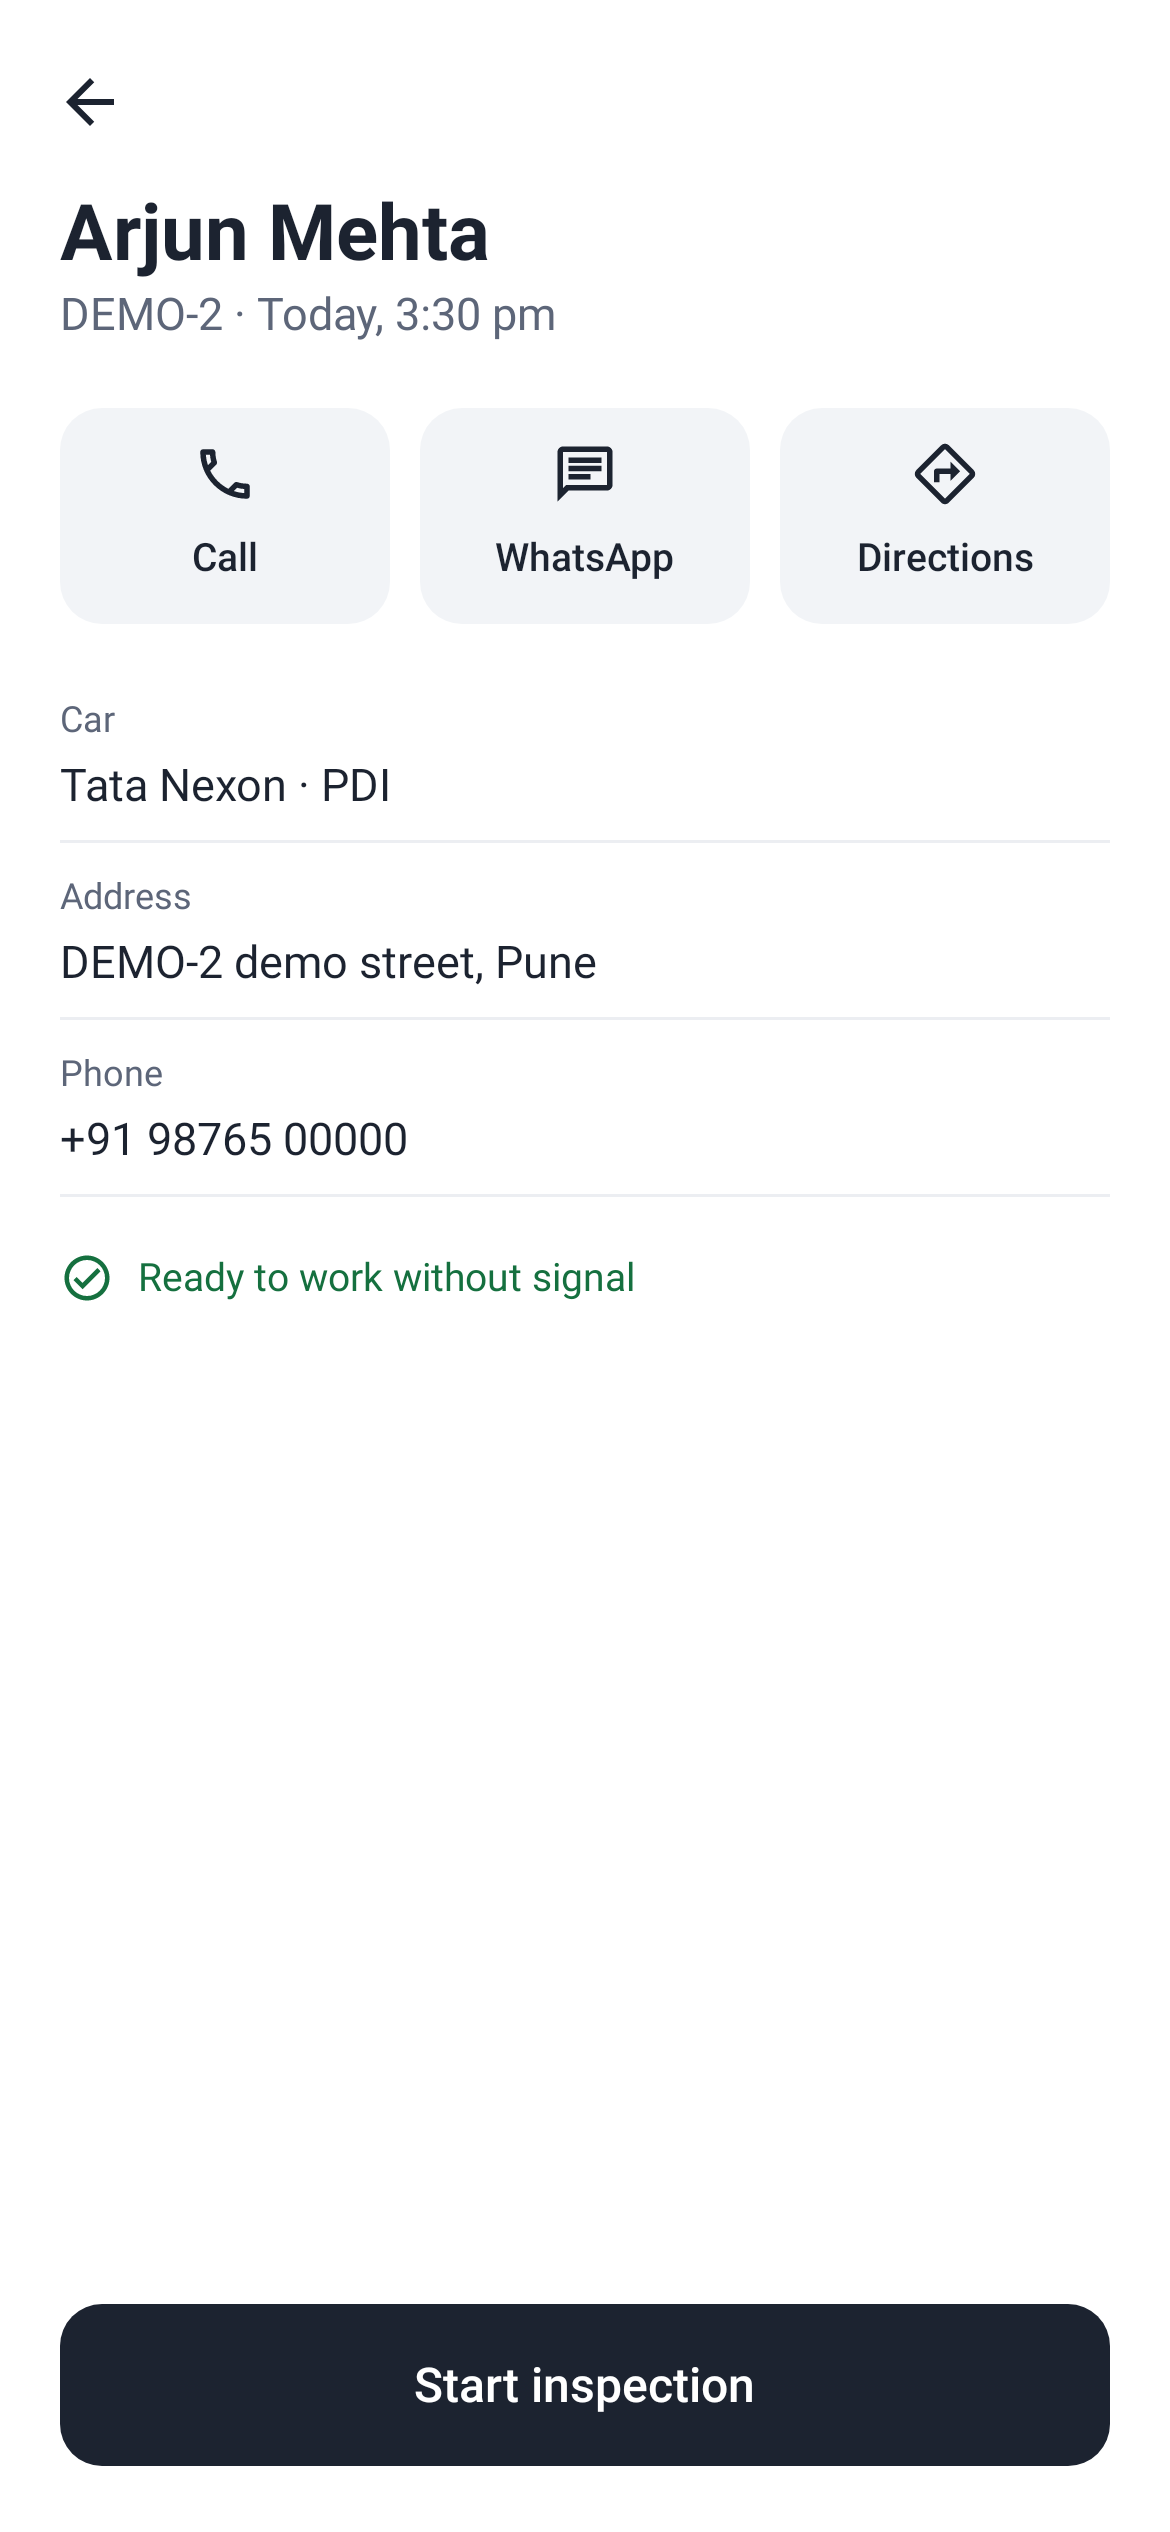 Arjun Mehta
DEMO-2 · Today, 3:30 pm
Call
WhatsApp
Directions
Car
Tata Nexon · PDI
Address
DEMO-2 demo street, Pune
Phone
+91 98765 00000
Ready to work without signal
Start inspection